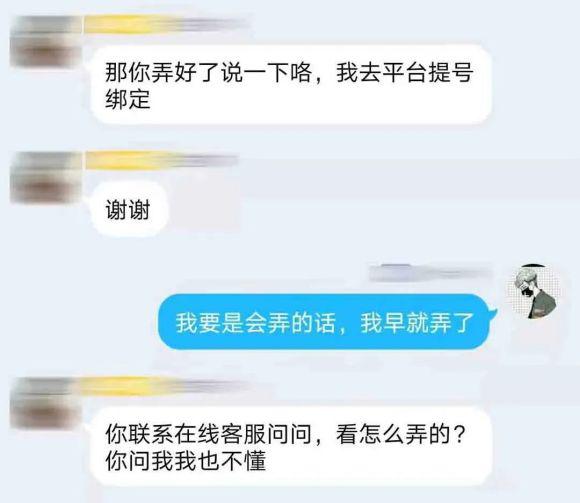 那你弄好了说一下咯，我去平台提号
绑定
谢谢
我要是会弄的话，我早就弄了
你联系在线客服问问，看怎么弄的？
你问我我也不懂